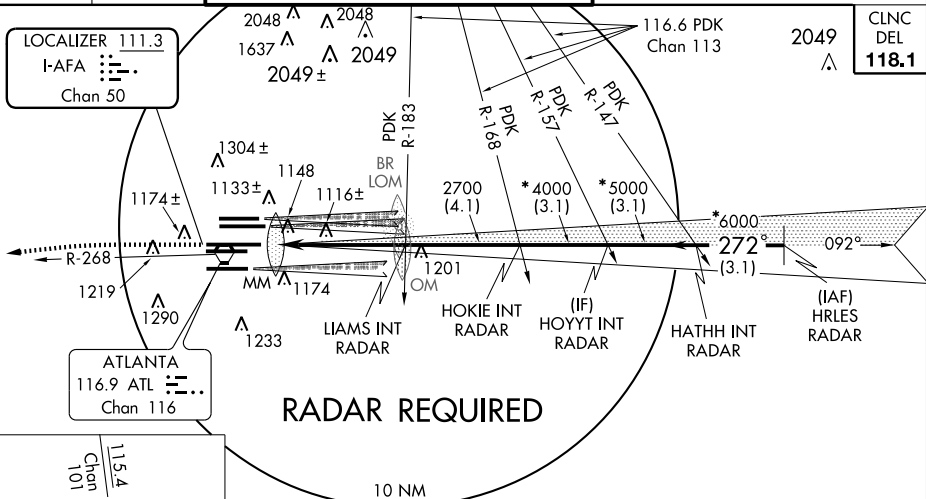 2048
2048
1637
2049
2049 ±
116.6 PDK
Chan 113
2049
CLNC
DEL
118.1
LOCALIZER 111.3
I-AFA
Chan 50
PDK
R-183
PDK
R-168
PDK
R-157
PDK
R-147
1304 ±
1148
1133 ±
1116 ±
1174 ±
BR
LOM
2700
(4.1)
*4000
(3.1)
*5000
(3.1)
*6000
272°
(3.1)
092°
R-268
1219
1290
MM
1174
1201
OM
1233
LIAMS INT
RADAR
HOKIE INT
RADAR
(IF)
HOYYT INT
RADAR
HATHH INT
RADAR
(IAF)
HRLES
RADAR
ATLANTA
116.9 ATL
Chan 116
RADAR REQUIRED
115.4
Chan
101
10 NM